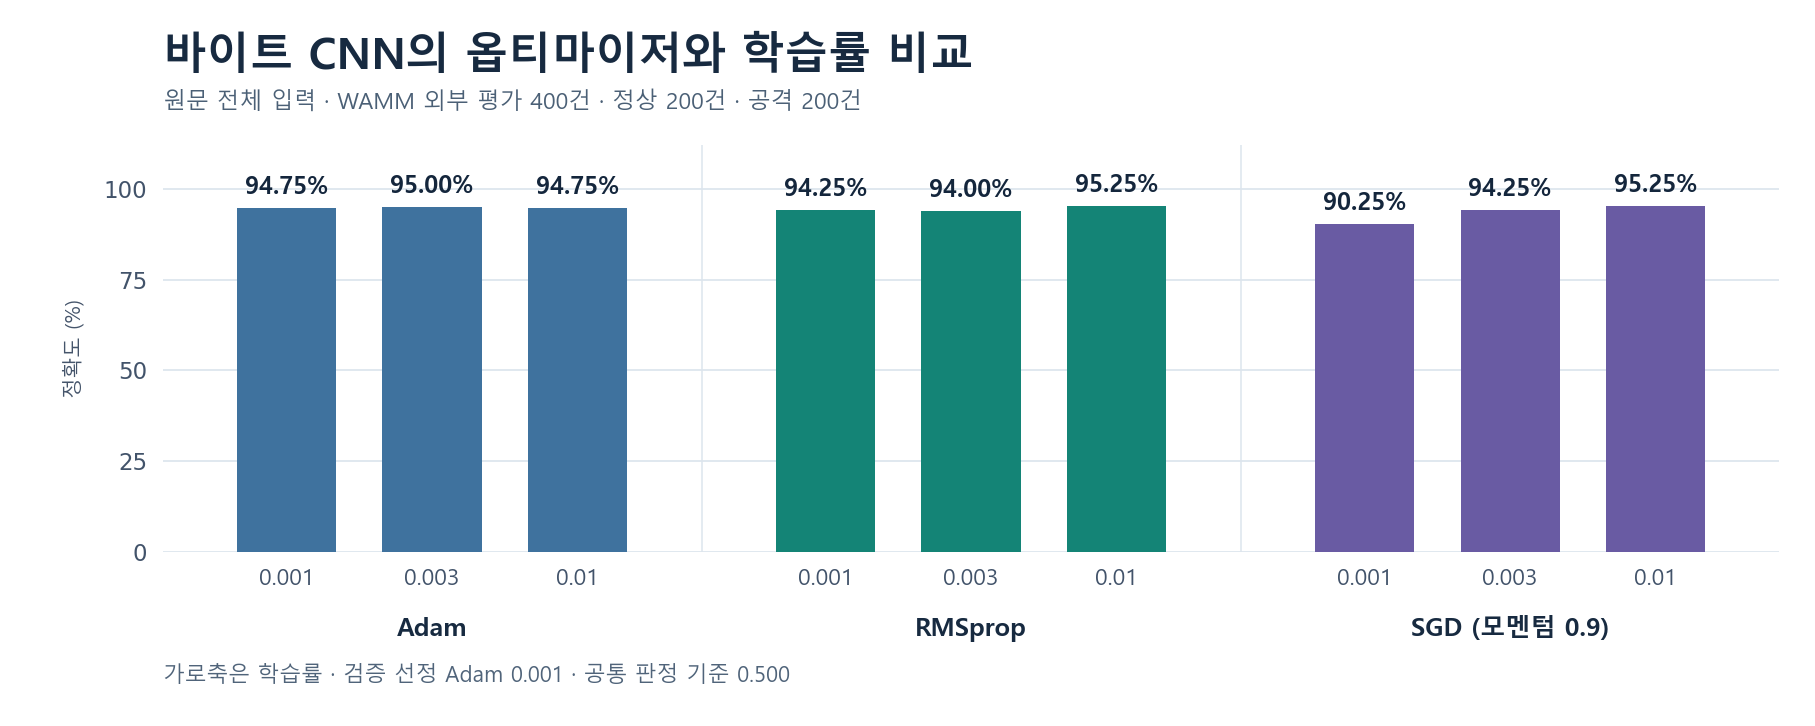 바이트 CNN의 옵티마이저와 학습률 비교
원문 전체 입력 · WAMM 외부 평가 400건 · 정상 200건 · 공격 200건
정확도 (%)
100
75
50
25
0
94.75% 95.00% 94.75% 94.25% 94.00% 95.25% 90.25% 94.25% 95.25%
0.001 0.003 0.01 0.001 0.003 0.01 0.001 0.003 0.01
Adam RMSprop SGD (모멘텀 0.9)
가로축은 학습률 · 검증 선정 Adam 0.001 · 공통 판정 기준 0.500